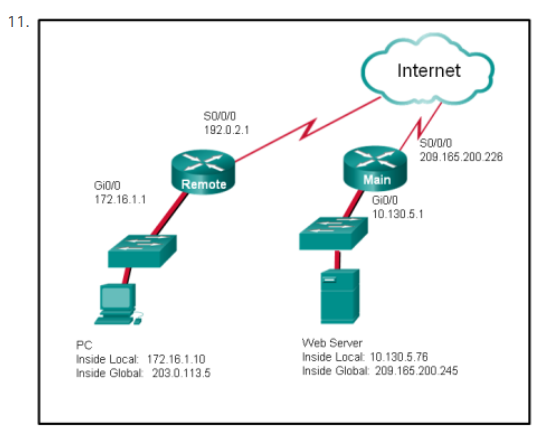 11.
Internet
S0/0/0
192.0.2.1
S0/0/0
209.165.200.226
Remote
Main
Gi0/0
172.16.1.1
Gi0/0
10.130.5.1
PC
Inside Local: 172.16.1.10
Inside Global: 203.0.113.5
Web Server
Inside Local: 10.130.5.76
Inside Global: 209.165.200.245